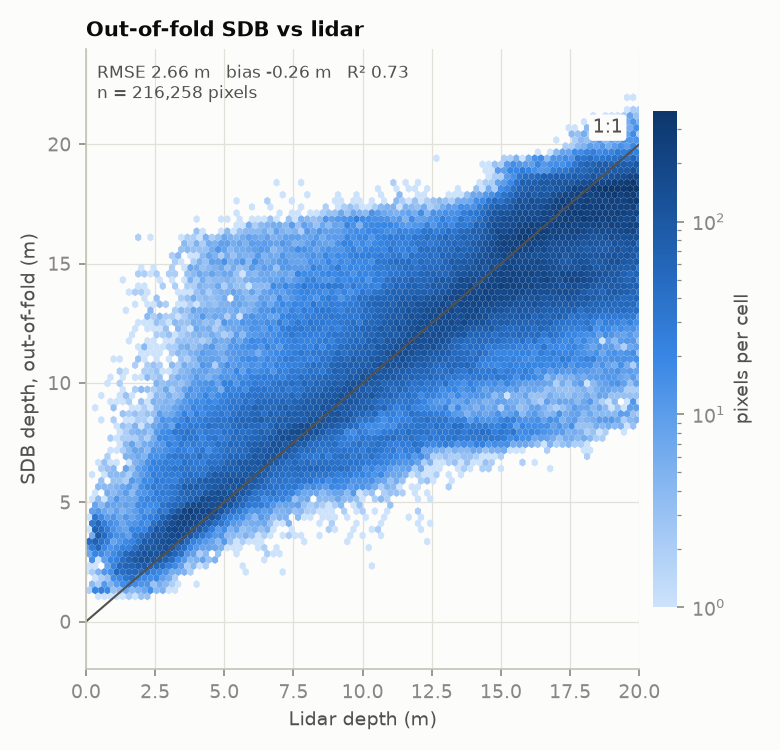 Out-of-fold SDB vs lidar
RMSE 2.66 m   bias -0.26 m   R² 0.73
n = 216,258 pixels
1:1
20
15
10
5
0
SDB depth, out-of-fold (m)
0.0 2.5 5.0 7.5 10.0 12.5 15.0 17.5 20.0
Lidar depth (m)
10²
10¹
10⁰
pixels per cell